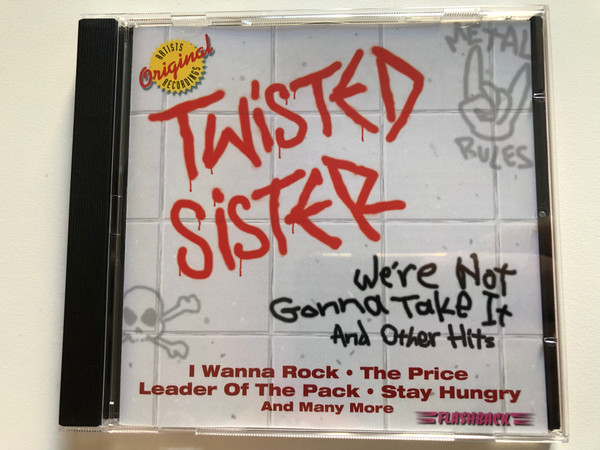 ARTISTS
Original
RECORDINGS
METAL
RULES
TWiSTED
SiSTER
We're Not
Gonna Take It
And Other Hits
I Wanna Rock • The Price
Leader Of The Pack • Stay Hungry
And Many More
FLASHBACK